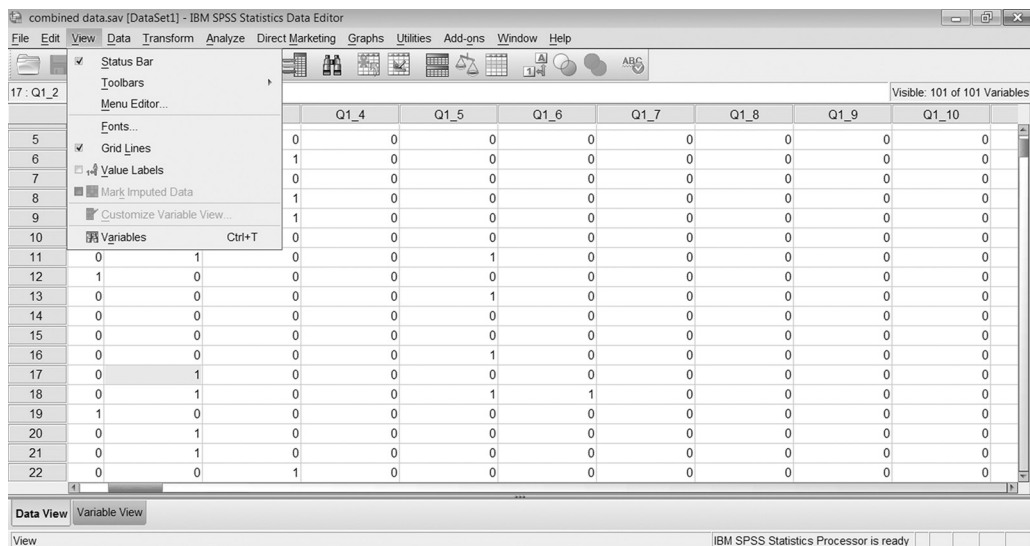 combined data.sav [DataSet1] - IBM SPSS Statistics Data Editor
File Edit View Data Transform Analyze Direct Marketing Graphs Utilities Add-ons Window Help
Status Bar
Toolbars
Menu Editor...
Fonts...
Grid Lines
Value Labels
Mark Imputed Data
Customize Variable View...
Variables Ctrl+T
17 : Q1_2 Visible: 101 of 101 Variables
Q1_4 Q1_5 Q1_6 Q1_7 Q1_8 Q1_9 Q1_10
5 0 0 0 0 0 0 0 0
6 1 0 0 0 0 0 0 0
7 0 0 0 0 0 0 0 0
8 1 0 0 0 0 0 0 0
9 1 0 0 0 0 0 0 0
10 0 0 0 0 0 0 0 0
11 0 1 0 0 1 0 0 0 0 0
12 1 0 0 0 0 0 0 0 0 0
13 0 0 0 0 1 0 0 0 0 0
14 0 0 0 0 0 0 0 0 0 0
15 0 0 0 0 0 0 0 0 0 0
16 0 0 0 0 1 0 0 0 0 0
17 0 1 0 0 0 0 0 0 0 0
18 0 1 0 0 1 1 0 0 0 0
19 1 0 0 0 0 0 0 0 0 0
20 0 1 0 0 0 0 0 0 0 0
21 0 1 0 0 0 0 0 0 0 0
22 0 0 1 0 0 0 0 0 0 0
Data View Variable View
View IBM SPSS Statistics Processor is ready